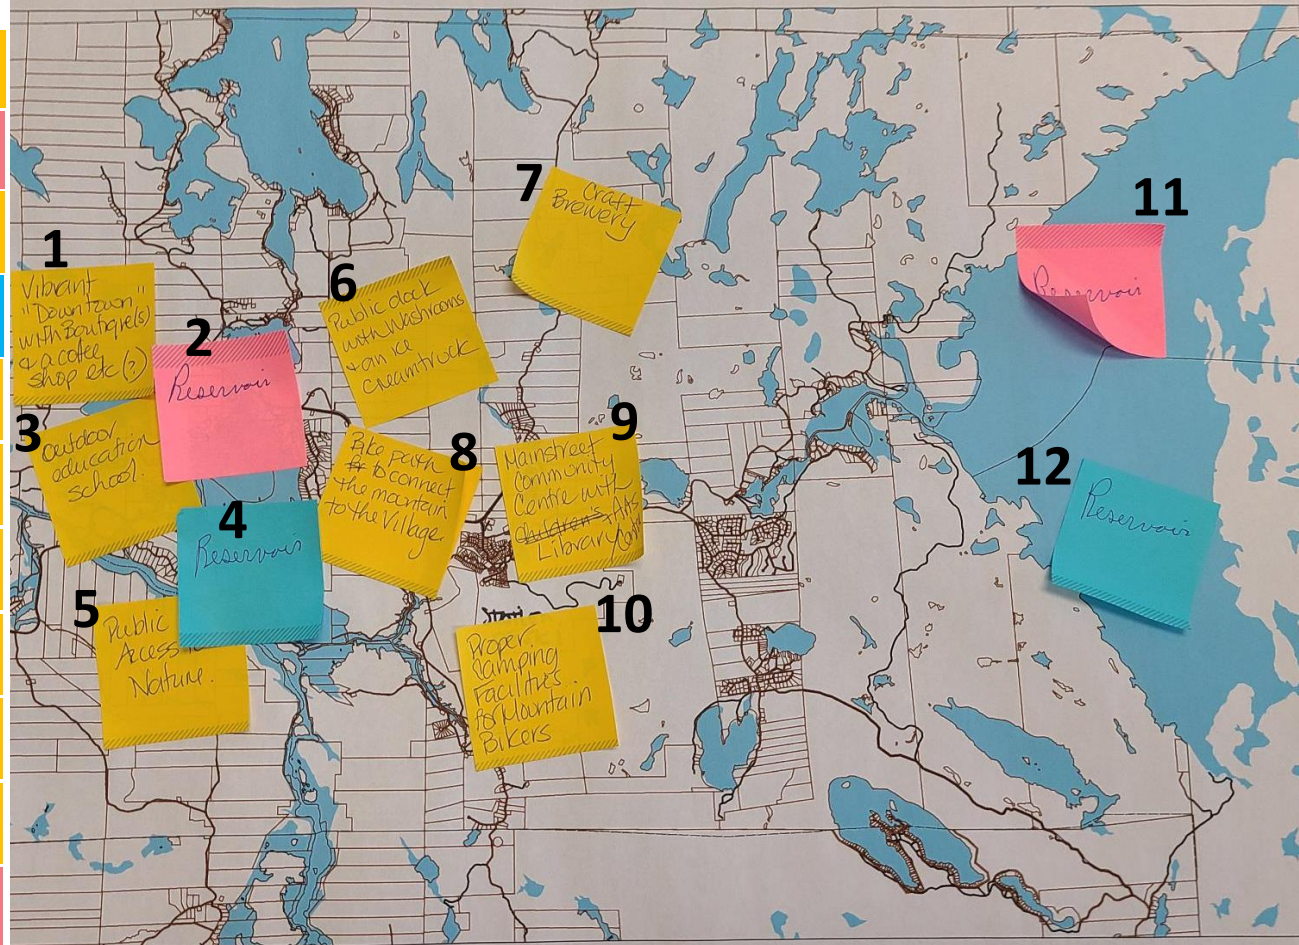 1
Vibrant
"Downtown"
with Boutique(s)
& a coffee
shop etc (?)
2
Reservoir
3
Outdoor
education
school.
4
Reservoir
5
Public
Access to
Nature.
6
Public dock
with Washrooms
+ an ice
cream truck
7
Craft
Brewery
8
Bike path
to connect
the mountain
to the Village.
9
Mainstreet
Community
Centre with
Children's + Arts
Library
10
Proper
Camping
Facilities
for Mountain
Bikers
11
Reservoir
12
Reservoir